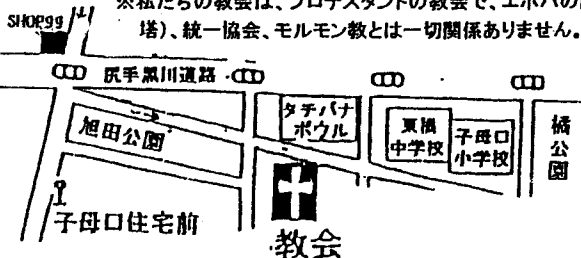 ※私たちの教会は、プロテスタントの教会で、エホバの
塔）、統一協会、モルモン教とは一切関係ありません。
SHOP99
尻手黒川道路
旭田公園
タチバナ
ボウル
東橘
中学校
子母口
小学校
橘公園
子母口住宅前
教会